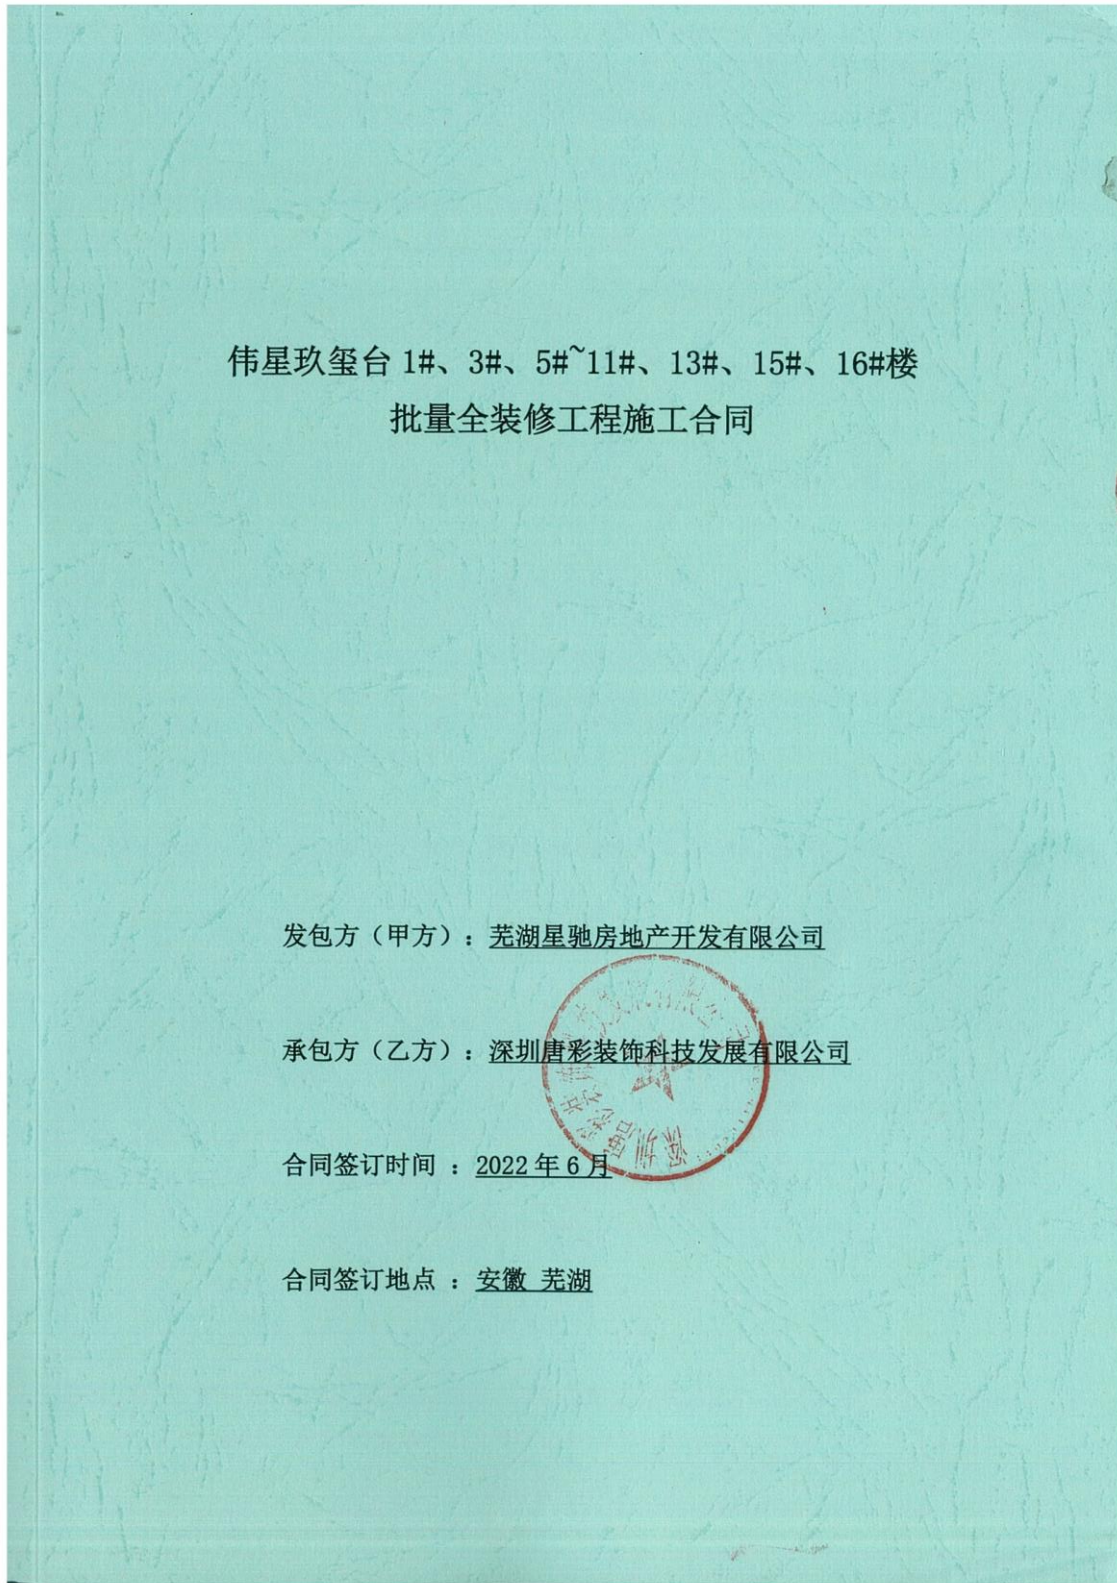 伟星玖玺台 1#、3#、5#~11#、13#、15#、16#楼
批量全装修工程施工合同
发包方（甲方）：芜湖星驰房地产开发有限公司
承包方（乙方）：深圳唐彩装饰科技发展有限公司
合同签订时间 ：2022 年 6 月
合同签订地点 ：安徽 芜湖